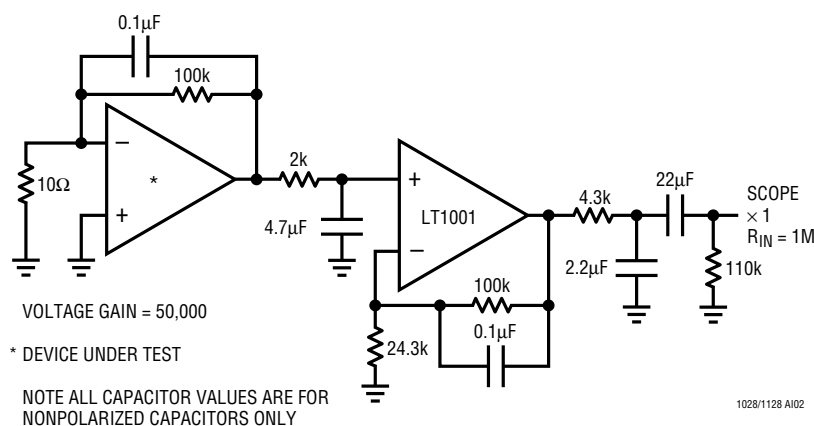 0.1μF
100k
10Ω
−
+
*
2k
4.7μF
+
−
LT1001
100k
0.1μF
24.3k
4.3k
22μF
2.2μF
110k
SCOPE
× 1
RIN = 1M
VOLTAGE GAIN = 50,000
* DEVICE UNDER TEST
NOTE ALL CAPACITOR VALUES ARE FOR
NONPOLARIZED CAPACITORS ONLY
1028/1128 AI02